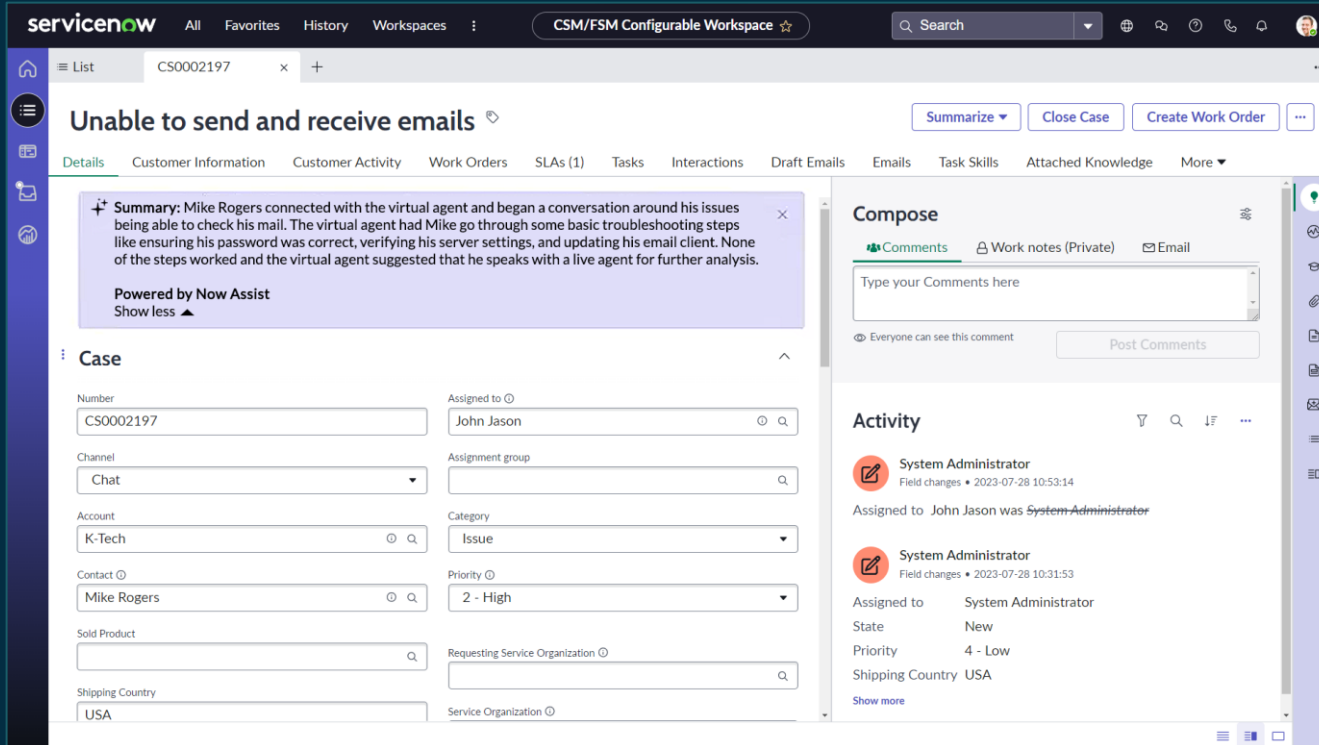 servicenow All Favorites History Workspaces CSM/FSM Configurable Workspace Search
List CS0002197
Unable to send and receive emails Summarize Close Case Create Work Order
Details Customer Information Customer Activity Work Orders SLAs (1) Tasks Interactions Draft Emails Emails Task Skills Attached Knowledge More
Summary: Mike Rogers connected with the virtual agent and began a conversation around his issues
being able to check his mail. The virtual agent had Mike go through some basic troubleshooting steps
like ensuring his password was correct, verifying his server settings, and updating his email client. None
of the steps worked and the virtual agent suggested that he speaks with a live agent for further analysis.
Powered by Now Assist
Show less
Case
Number
CS0002197
Assigned to
John Jason
Channel
Chat
Assignment group
Account
K-Tech
Category
Issue
Contact
Mike Rogers
Priority
2 - High
Sold Product
Requesting Service Organization
Shipping Country
USA
Service Organization
Compose
Comments Work notes (Private) Email
Type your Comments here
Everyone can see this comment
Post Comments
Activity
System Administrator
Field changes • 2023-07-28 10:53:14
Assigned to John Jason was System Administrator
System Administrator
Field changes • 2023-07-28 10:31:53
Assigned to System Administrator
State New
Priority 4 - Low
Shipping Country USA
Show more